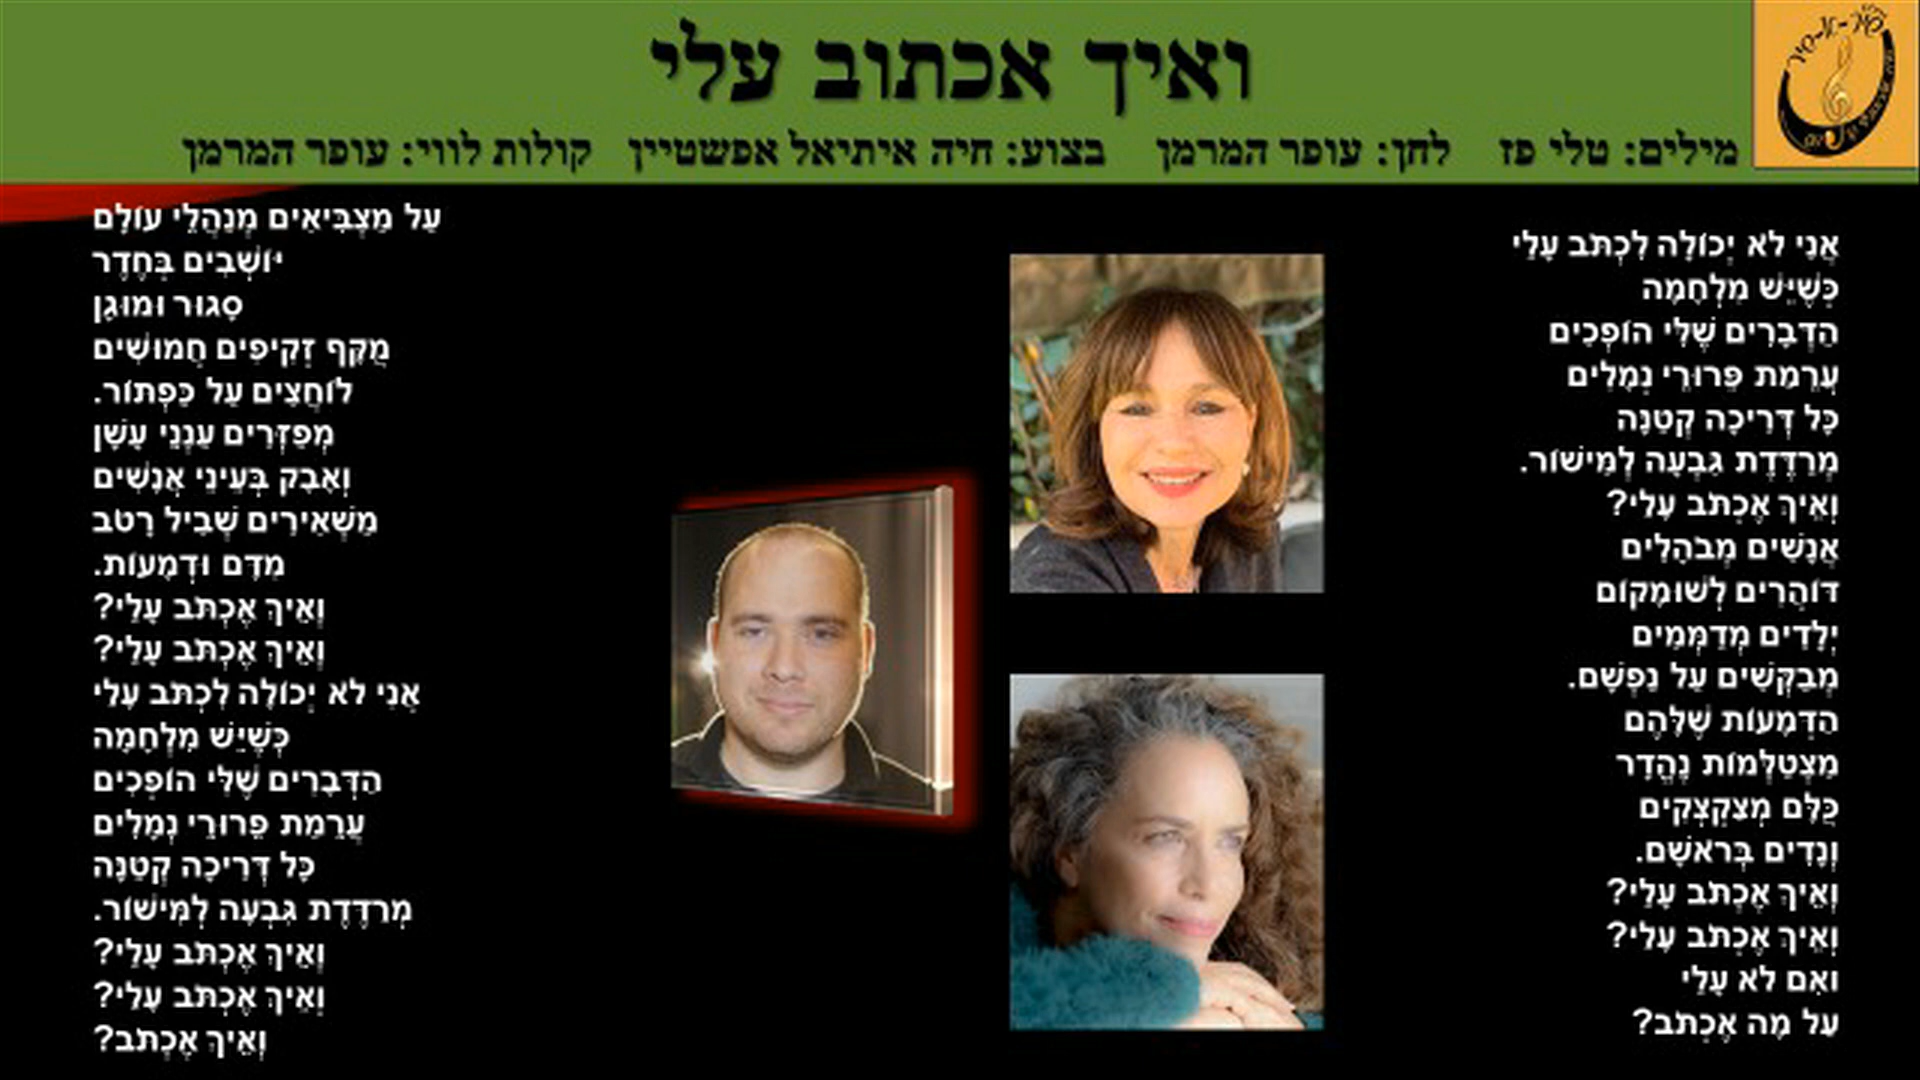 ואיך אכתוב עלי
מילים: טלי פז לחן: עופר המרמן בצוע: חיה איתיאל אפשטיין קולות לווי: עופר המרמן
אֲנִי לֹא יְכוֹלָה לִכְתֹּב עָלַי
כְּשֶׁיֵּשׁ מִלְחָמָה
הַדְּבָרִים שֶׁלִּי הוֹפְכִים
עֲרֵמַת פֵּרוּרֵי נְמָלִים
כָּל דְּרִיכָה קְטַנָּה
מְרַדֶּדֶת גִּבְעָה לְמִישׁוֹר.
וְאֵיךְ אֶכְתֹּב עָלַי?
אֲנָשִׁים מְבֹהָלִים
דּוֹהֲרִים לְשׁוּמָקוֹם
יְלָדִים מְדַמְּמִים
מְבַקְּשִׁים עַל נַפְשָׁם.
הַדְּמָעוֹת שֶׁלָּהֶם
מִצְטַלְּמוֹת נֶהֱדָר
כֻּלָּם מְצַקְצְקִים
וְנָדִים בְּרֹאשָׁם.
וְאֵיךְ אֶכְתֹּב עָלַי?
וְאֵיךְ אֶכְתֹּב עָלַי?
וְאִם לֹא עָלַי
עַל מָה אֶכְתֹּב?
עַל מַצְבִּיאִים מְנַהֲלֵי עוֹלָם
יוֹשְׁבִים בְּחֶדֶר
סָגוּר וּמוּגָן
מֻקָּף זְקִיפִים חֲמוּשִׁים
לוֹחֲצִים עַל כַּפְתּוֹר.
מְפַזְּרִים עַנְנֵי עָשָׁן
וְאָבָק בְּעֵינֵי אֲנָשִׁים
מַשְׁאִירִים שְׁבִיל רָטֹב
מִדָּם וּדְמָעוֹת.
וְאֵיךְ אֶכְתֹּב עָלַי?
וְאֵיךְ אֶכְתֹּב עָלַי?
אֲנִי לֹא יְכוֹלָה לִכְתֹּב עָלַי
כְּשֶׁיֵּשׁ מִלְחָמָה
הַדְּבָרִים שֶׁלִּי הוֹפְכִים
עֲרֵמַת פֵּרוּרֵי נְמָלִים
כָּל דְּרִיכָה קְטַנָּה
מְרַדֶּדֶת גִּבְעָה לְמִישׁוֹר.
וְאֵיךְ אֶכְתֹּב עָלַי?
וְאֵיךְ אֶכְתֹּב עָלַי?
וְאֵיךְ אֶכְתֹּב?